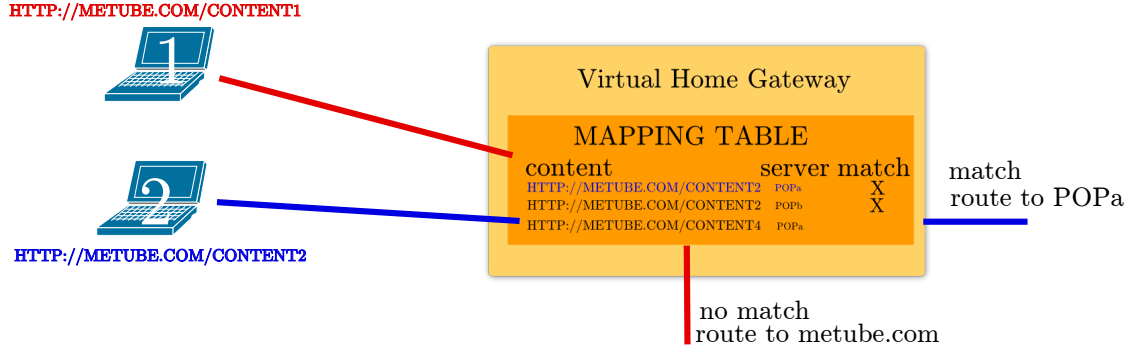 HTTP://METUBE.COM/CONTENT1
1
Virtual Home Gateway
MAPPING TABLE
content server match
HTTP://METUBE.COM/CONTENT2 POPa X
HTTP://METUBE.COM/CONTENT2 POPb X
HTTP://METUBE.COM/CONTENT4 POPa
match
route to POPa
2
HTTP://METUBE.COM/CONTENT2
no match
route to metube.com